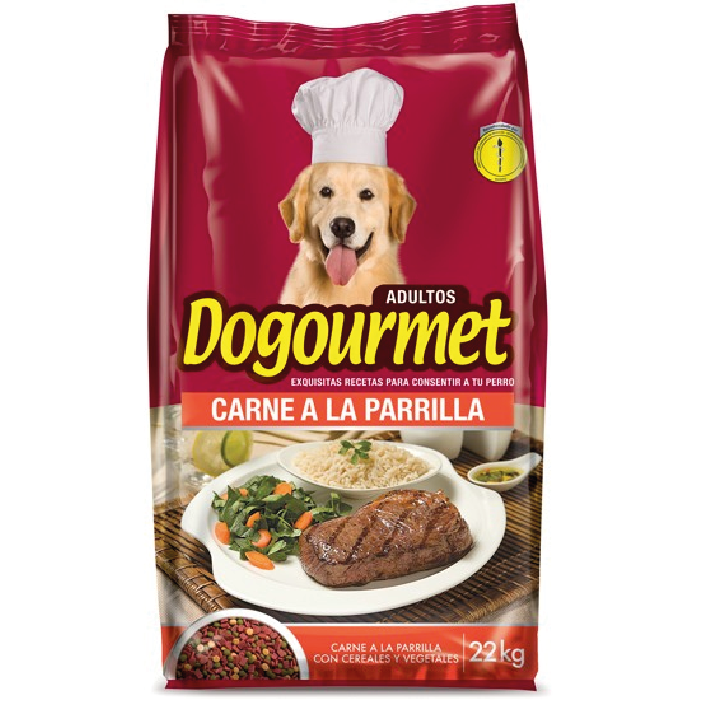 ADULTOS
Dogourmet
EXQUISITAS RECETAS PARA CONSENTIR A TU PERRO
CARNE A LA PARRILLA
CARNE A LA PARRILLA
CON CEREALES Y VEGETALES
22kg